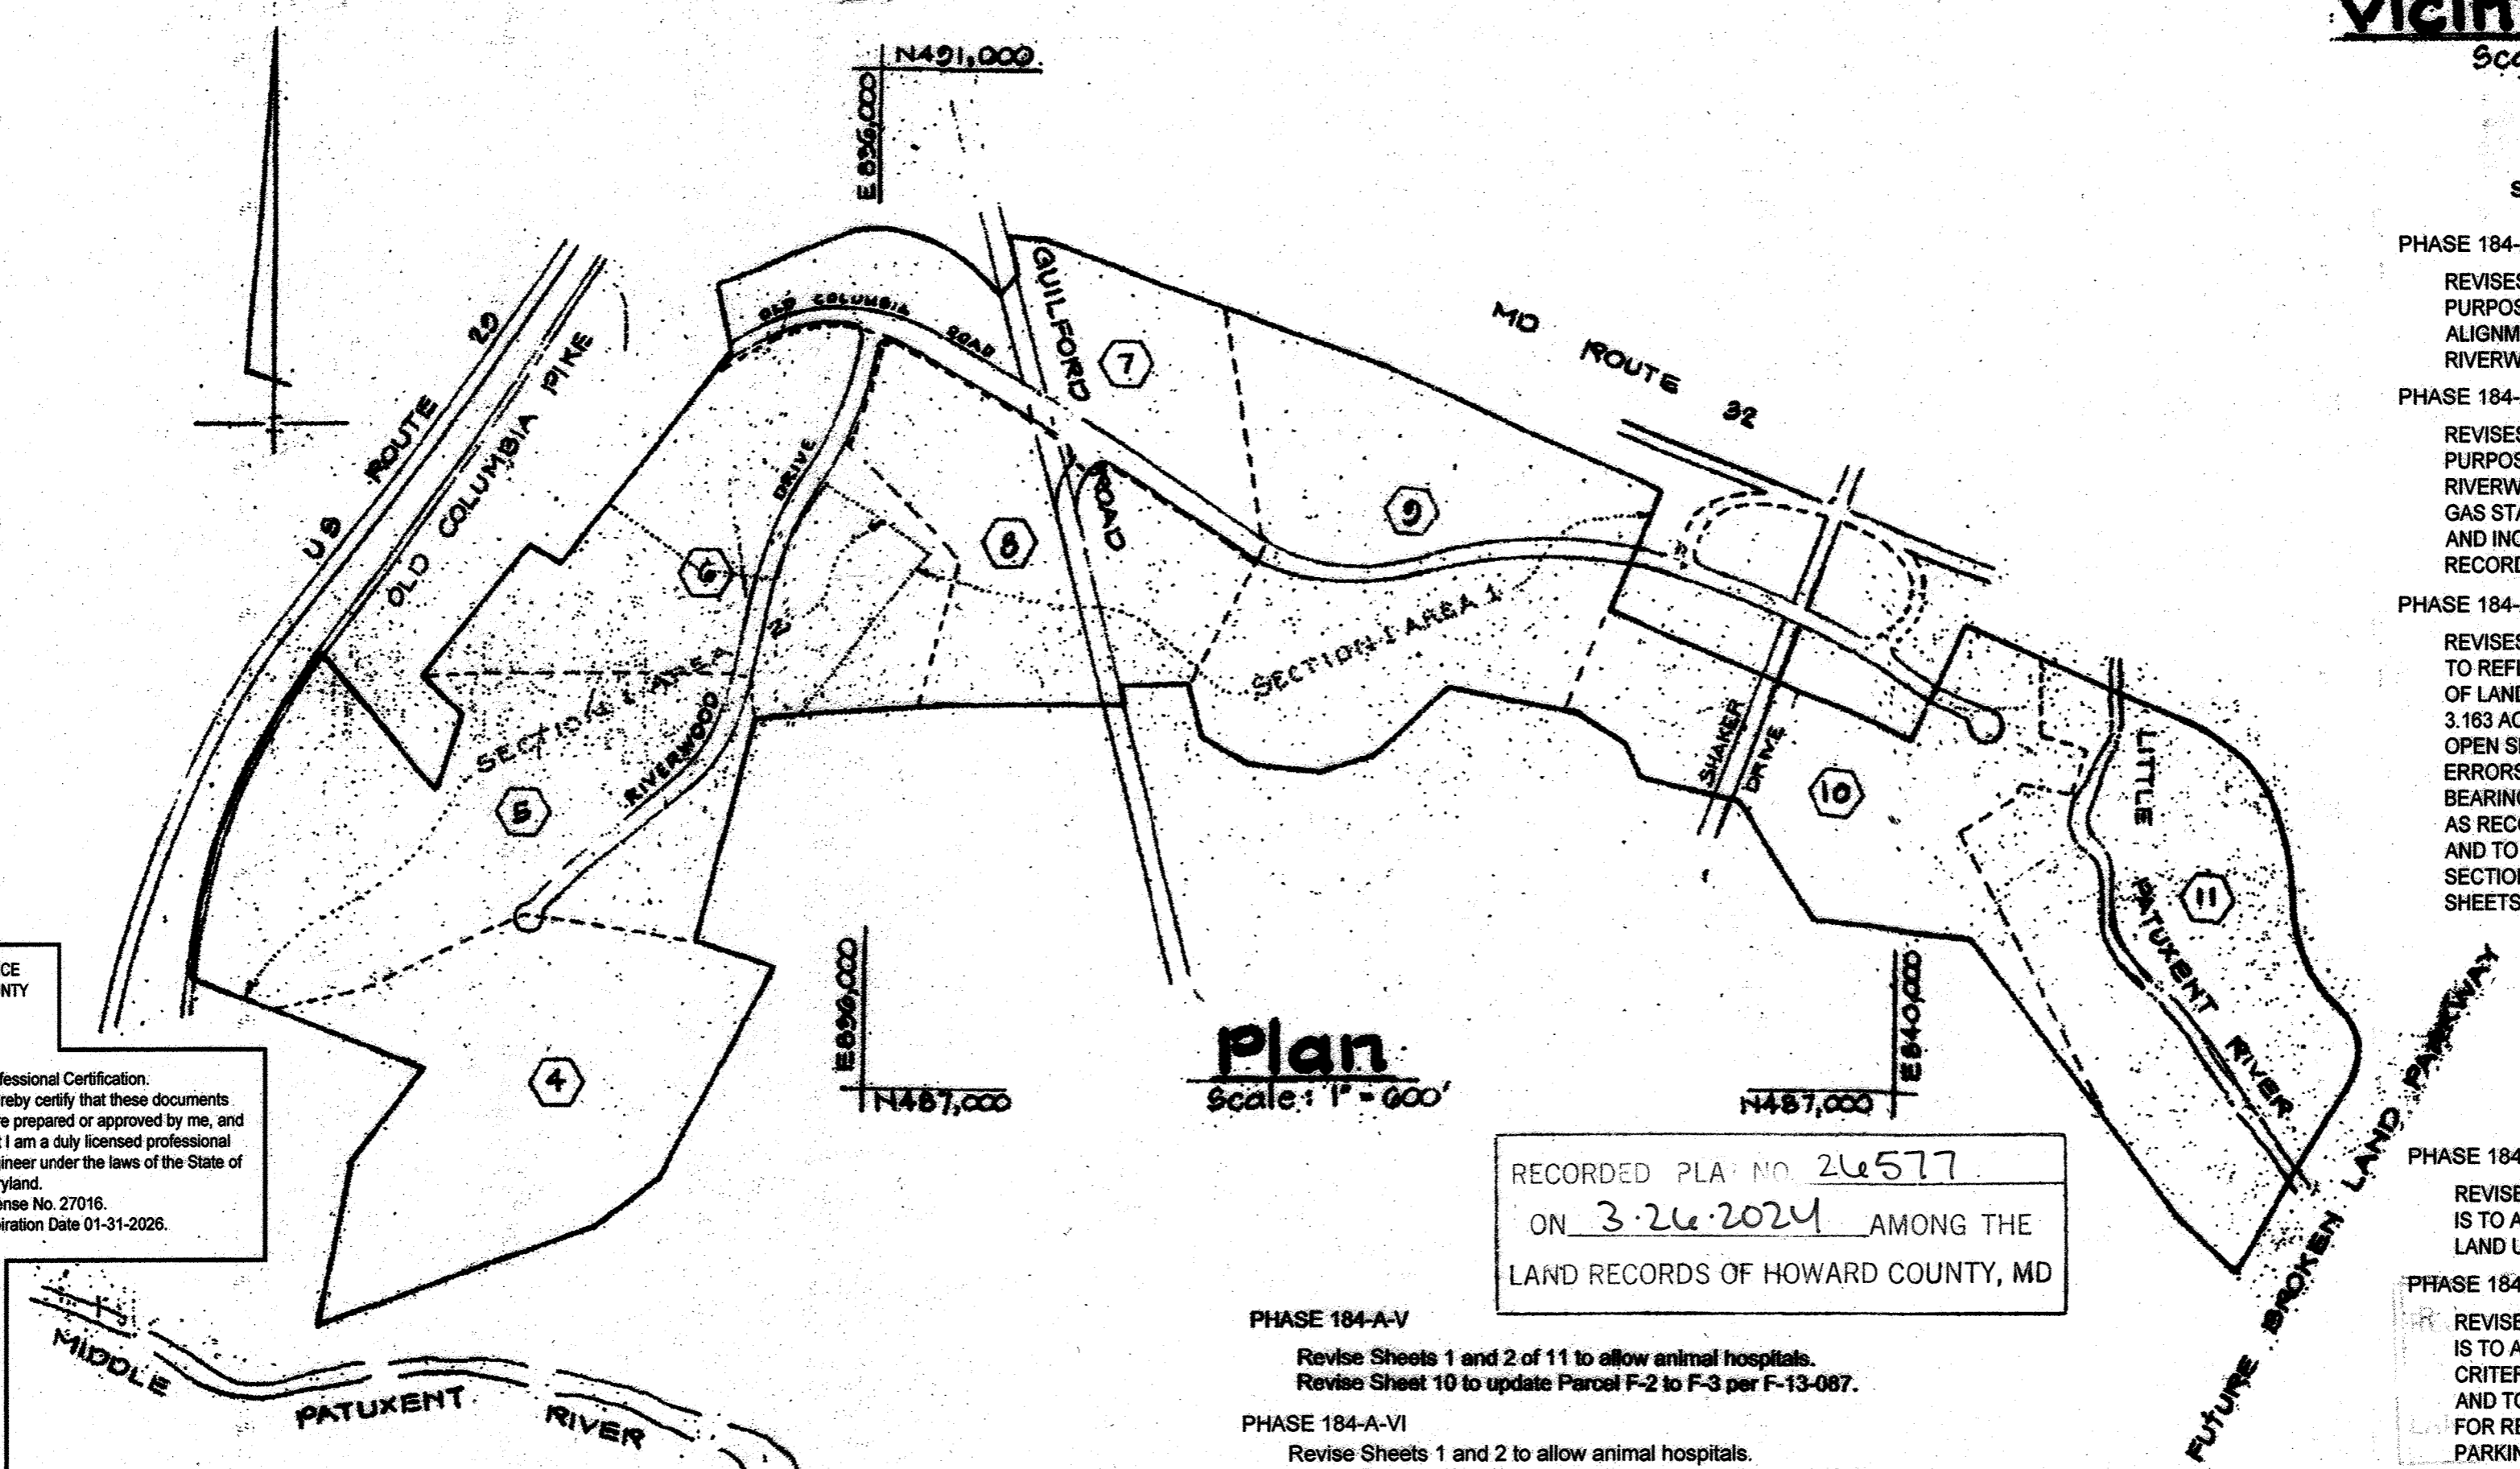 N491,000
E 836,000
US ROUTE 29
OLD COLUMBIA PIKE
OLD COLUMBIA ROAD
GUILFORD ROAD
MD ROUTE 32
RIVERWOOD DRIVE
SECTION 1 AREA 2
SECTION 1 AREA 1
SHAKER DRIVE
LITTLE PATUXENT RIVER
FUTURE BROKEN LAND PARKWAY
MIDDLE PATUXENT RIVER
4
5
6
7
8
9
10
11
E836,000
N487,000
E840,000
N487,000
Plan
Scale: 1" = 600'
RECORDED PLAT NO. 26577
ON 3.26.2024 AMONG THE
LAND RECORDS OF HOWARD COUNTY, MD
PHASE 184-A-V
Revise Sheets 1 and 2 of 11 to allow animal hospitals.
Revise Sheet 10 to update Parcel F-2 to F-3 per F-13-087.
PHASE 184-A-VI
Revise Sheets 1 and 2 to allow animal hospitals.
CE
NTY
fessional Certification.
reby certify that these documents
re prepared or approved by me, and
t I am a duly licensed professional
gineer under the laws of the State of
ryland.
ense No. 27016.
piration Date 01-31-2026.
Vicin
Sca
S
PHASE 184-
REVISES
PURPOS
ALIGNM
RIVERW
PHASE 184-
REVISES
PURPOS
RIVERW
GAS STA
AND INC
RECORD
PHASE 184-
REVISES
TO REFL
OF LAND
3.163 AC
OPEN S
ERRORS
BEARING
AS RECO
AND TO
SECTION
SHEETS
PHASE 184
REVISE
IS TO A
LAND U
PHASE 184
REVISE
IS TO A
CRITER
AND TO
FOR RE
PARKIN